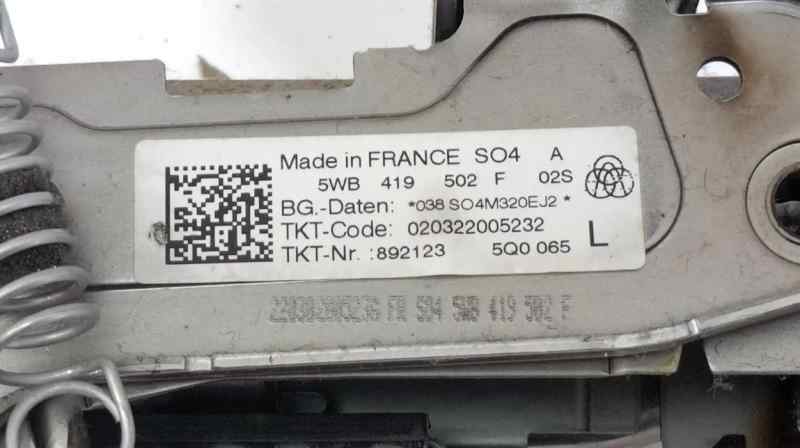 Made in FRANCE SO4 A
5WB 419 502 F 02S
BG.-Daten: *038 SO4M320EJ2 *
TKT-Code: 020322005232
TKT-Nr. :892123 5Q0 065
L
FR S04 5WB 419 502 F